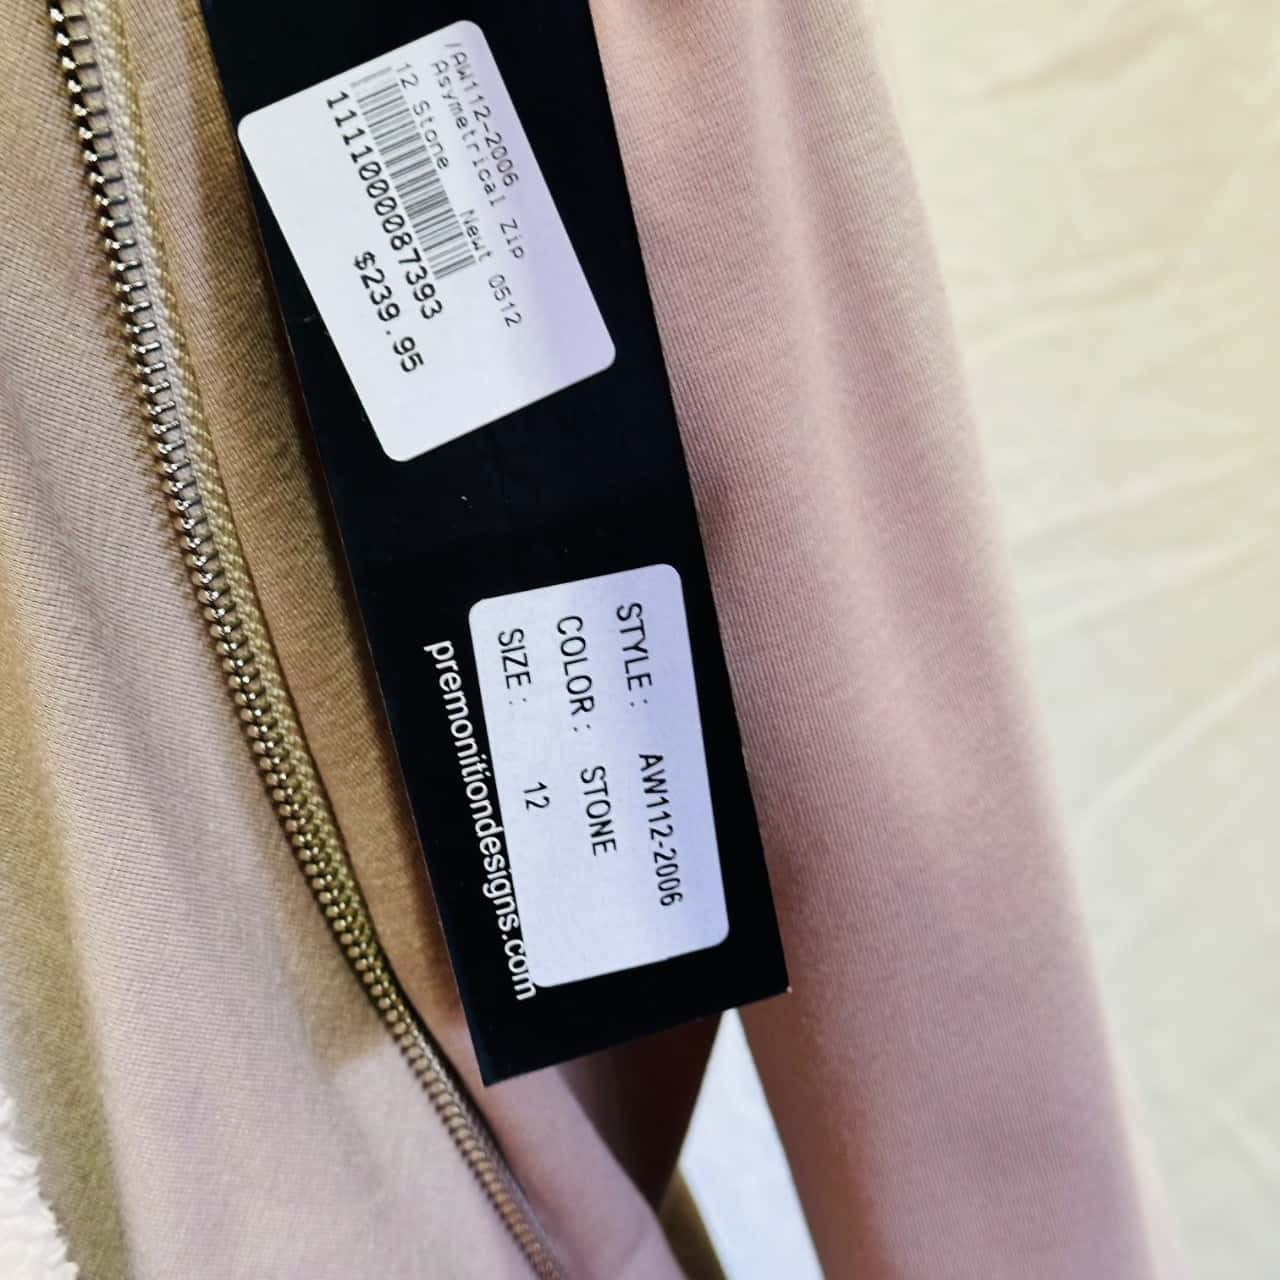 /AW112-2006
Asymetrical Zip
12 Stone Newt 0512
1111000087393
$239.95
STYLE: AW112-2006
COLOR: STONE
SIZE: 12
premonitiondesigns.com